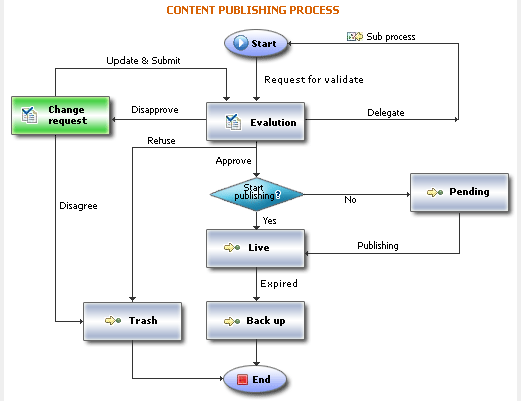 CONTENT PUBLISHING PROCESS
Start
Sub process
Update & Submit
Request for validate
Change
request
Disapprove
Evalution
Delegate
Refuse
Approve
Start
publishing?
No
Pending
Disagree
Yes
Live
Publishing
Expired
Trash
Back up
End